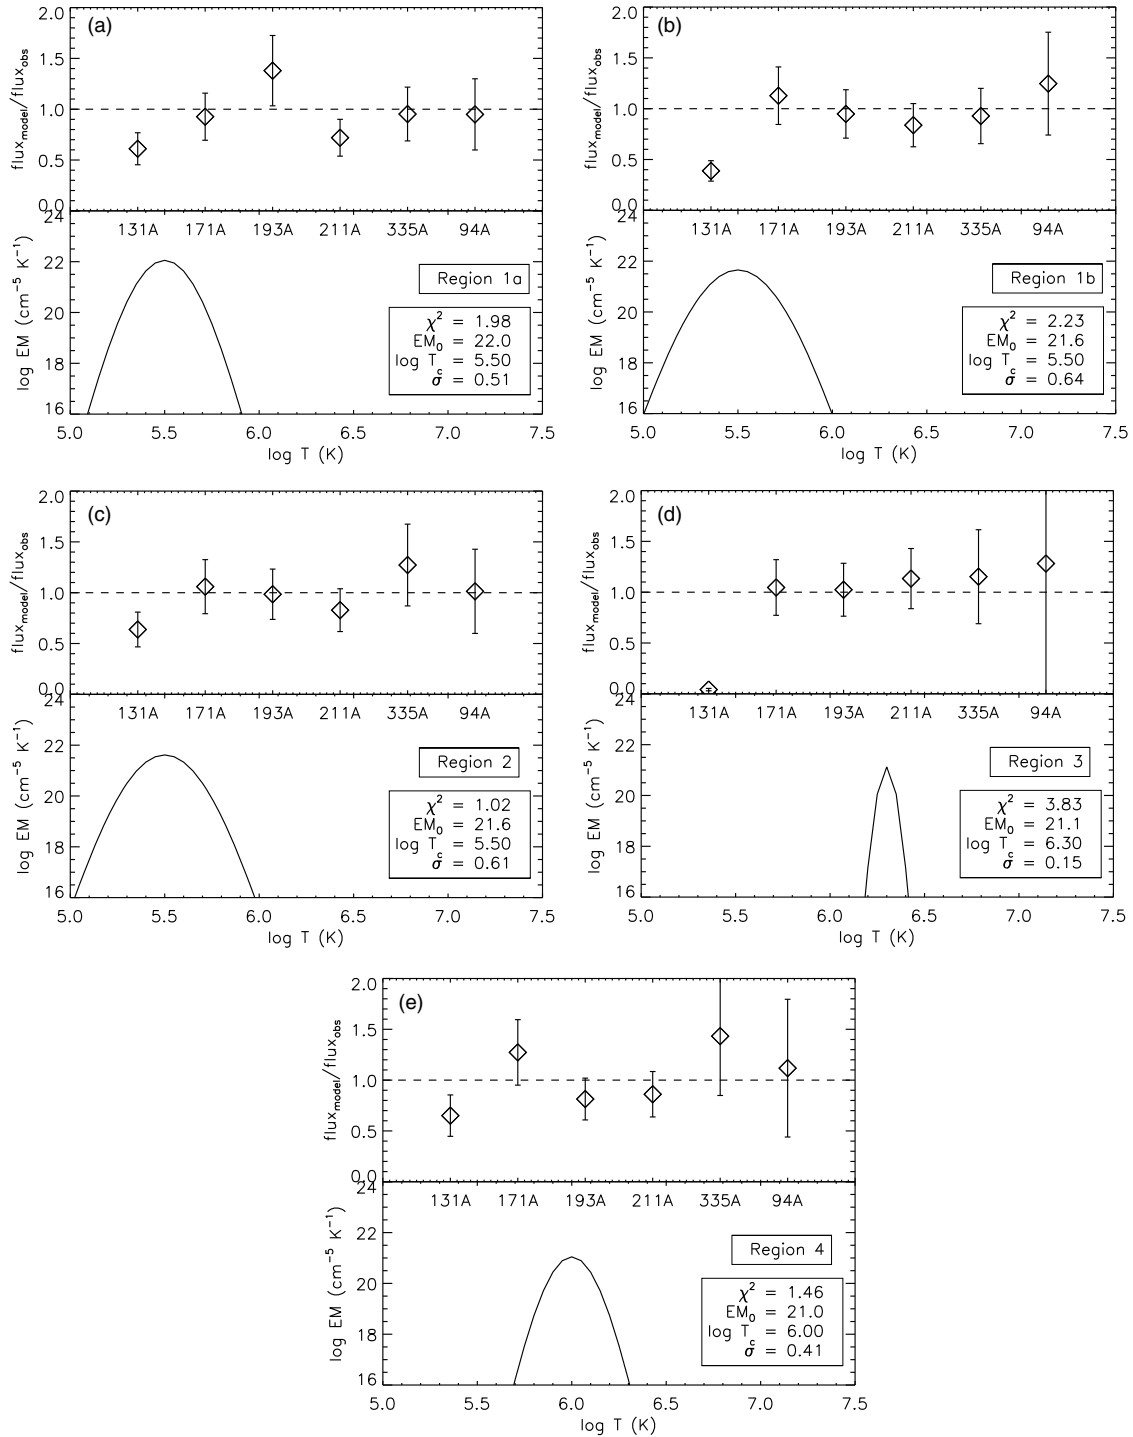 (a)
flux_model/flux_obs
2.0
1.5
1.0
0.5
0.0
131A 171A 193A 211A 335A 94A
log EM (cm⁻⁵ K⁻¹)
24
22
20
18
16
Region 1a
χ² = 1.98
EM₀ = 22.0
log T_c = 5.50
σ = 0.51
5.0 5.5 6.0 6.5 7.0 7.5
log T (K)
(b)
flux_model/flux_obs
2.0
1.5
1.0
0.5
0.0
131A 171A 193A 211A 335A 94A
log EM (cm⁻⁵ K⁻¹)
24
22
20
18
16
Region 1b
χ² = 2.23
EM₀ = 21.6
log T_c = 5.50
σ = 0.64
5.0 5.5 6.0 6.5 7.0 7.5
log T (K)
(c)
flux_model/flux_obs
2.0
1.5
1.0
0.5
0.0
131A 171A 193A 211A 335A 94A
log EM (cm⁻⁵ K⁻¹)
24
22
20
18
16
Region 2
χ² = 1.02
EM₀ = 21.6
log T_c = 5.50
σ = 0.61
5.0 5.5 6.0 6.5 7.0 7.5
log T (K)
(d)
flux_model/flux_obs
2.0
1.5
1.0
0.5
0.0
131A 171A 193A 211A 335A 94A
log EM (cm⁻⁵ K⁻¹)
24
22
20
18
16
Region 3
χ² = 3.83
EM₀ = 21.1
log T_c = 6.30
σ = 0.15
5.0 5.5 6.0 6.5 7.0 7.5
log T (K)
(e)
flux_model/flux_obs
2.0
1.5
1.0
0.5
0.0
131A 171A 193A 211A 335A 94A
log EM (cm⁻⁵ K⁻¹)
24
22
20
18
16
Region 4
χ² = 1.46
EM₀ = 21.0
log T_c = 6.00
σ = 0.41
5.0 5.5 6.0 6.5 7.0 7.5
log T (K)